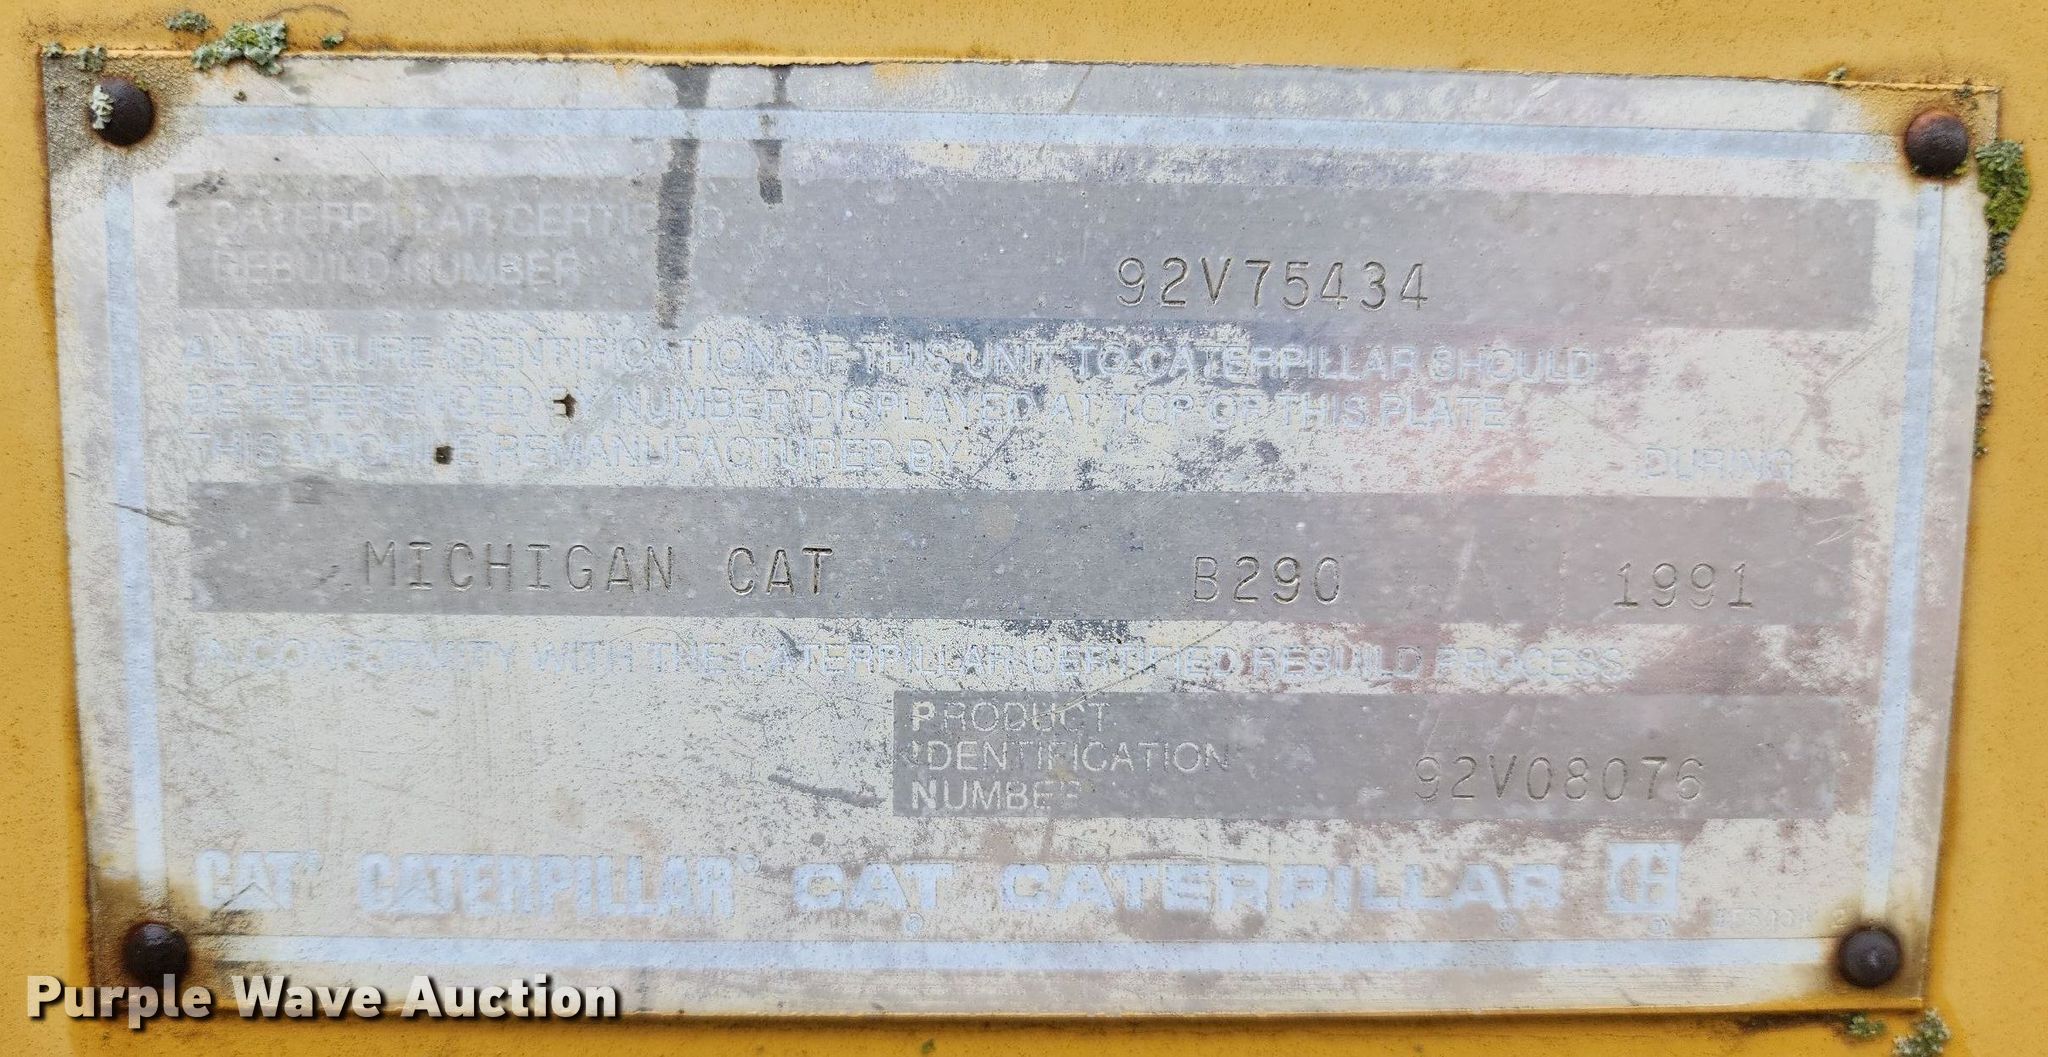 CATERPILLAR CERTIFIED
REBUILD NUMBER
92V75434
ALL FUTURE IDENTIFICATION OF THIS UNIT TO CATERPILLAR SHOULD
BE REFERENCED BY NUMBER DISPLAYED AT TOP OF THIS PLATE
THIS MACHINE REMANUFACTURED BY DURING
MICHIGAN CAT B290 1991
IN CONFORMITY WITH THE CATERPILLAR CERTIFIED REBUILD PROCESS
PRODUCT
IDENTIFICATION
NUMBER
92V08076
CAT® CATERPILLAR® CAT® CATERPILLAR®
Purple Wave Auction